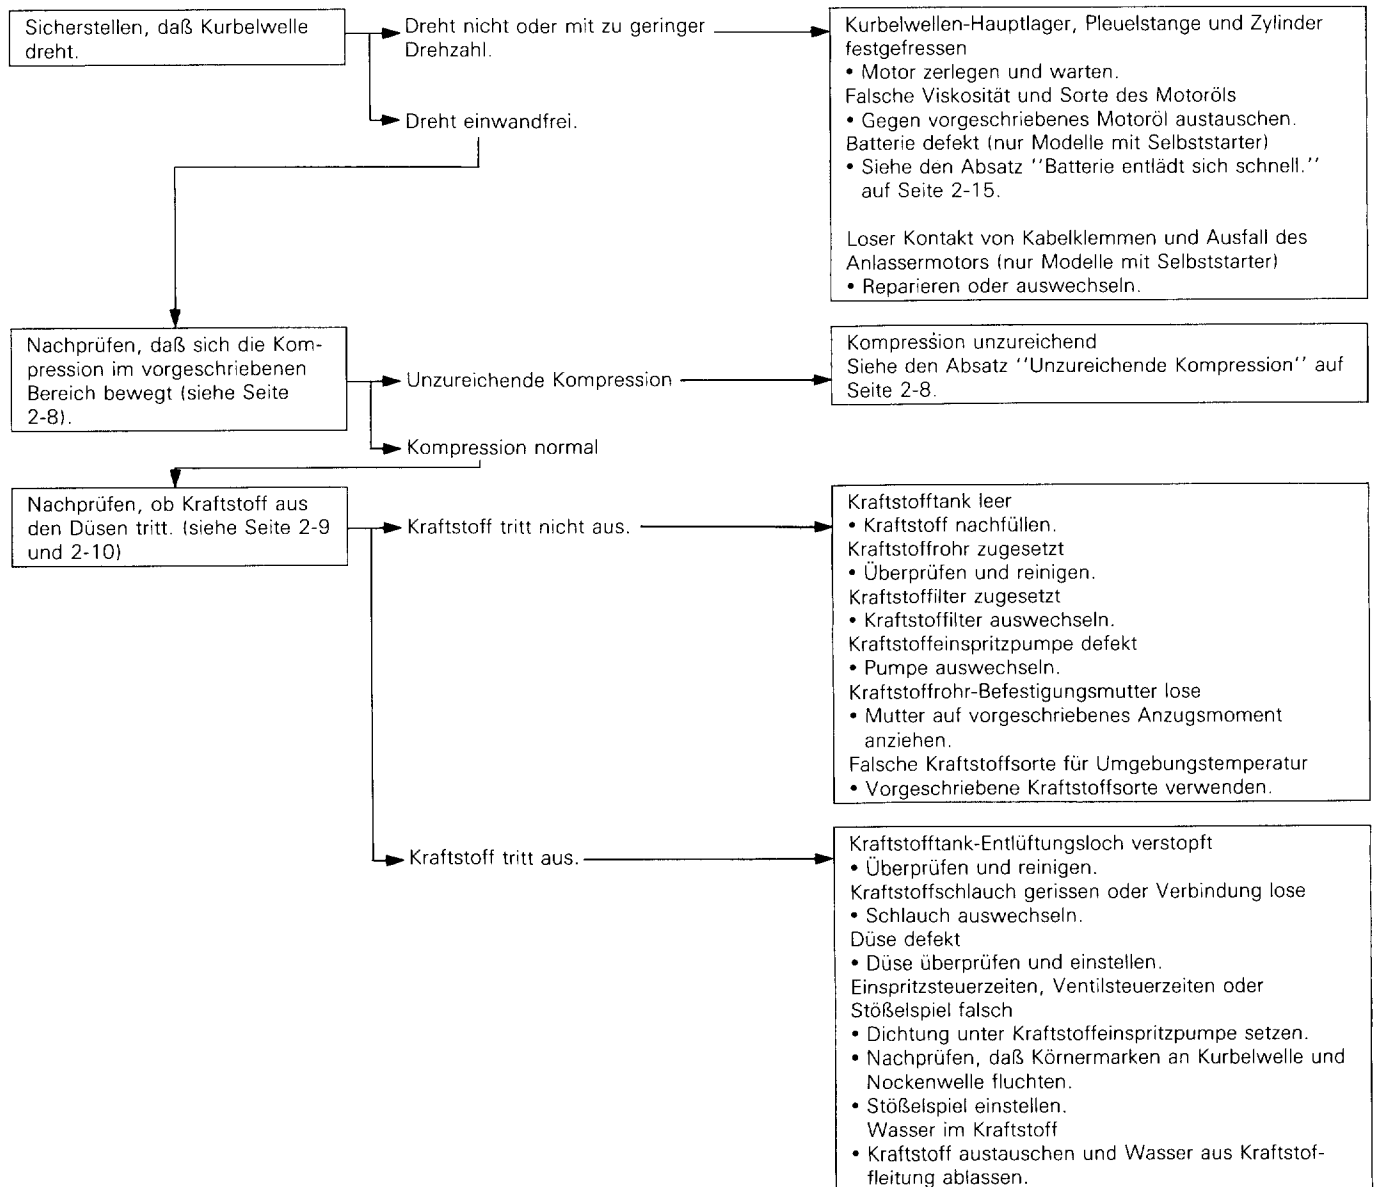 Sicherstellen, daß Kurbelwelle
dreht.
Dreht nicht oder mit zu geringer
Drehzahl.
Kurbelwellen-Hauptlager, Pleuelstange und Zylinder
festgefressen
• Motor zerlegen und warten.
Falsche Viskosität und Sorte des Motoröls
• Gegen vorgeschriebenes Motoröl austauschen.
Batterie defekt (nur Modelle mit Selbststarter)
• Siehe den Absatz ''Batterie entlädt sich schnell.''
auf Seite 2-15.
Loser Kontakt von Kabelklemmen und Ausfall des
Anlassermotors (nur Modelle mit Selbststarter)
• Reparieren oder auswechseln.
Dreht einwandfrei.
Nachprüfen, daß sich die Kom-
pression im vorgeschriebenen
Bereich bewegt (siehe Seite
2-8).
Unzureichende Kompression
Kompression unzureichend
Siehe den Absatz ''Unzureichende Kompression'' auf
Seite 2-8.
Kompression normal
Nachprüfen, ob Kraftstoff aus
den Düsen tritt. (siehe Seite 2-9
und 2-10)
Kraftstoff tritt nicht aus.
Kraftstofftank leer
• Kraftstoff nachfüllen.
Kraftstoffrohr zugesetzt
• Überprüfen und reinigen.
Kraftstoffilter zugesetzt
• Kraftstoffilter auswechseln.
Kraftstoffeinspritzpumpe defekt
• Pumpe auswechseln.
Kraftstoffrohr-Befestigungsmutter lose
• Mutter auf vorgeschriebenes Anzugsmoment
anziehen.
Falsche Kraftstoffsorte für Umgebungstemperatur
• Vorgeschriebene Kraftstoffsorte verwenden.
Kraftstoff tritt aus.
Kraftstofftank-Entlüftungsloch verstopft
• Überprüfen und reinigen.
Kraftstoffschlauch gerissen oder Verbindung lose
• Schlauch auswechseln.
Düse defekt
• Düse überprüfen und einstellen.
Einspritzsteuerzeiten, Ventilsteuerzeiten oder
Stößelspiel falsch
• Dichtung unter Kraftstoffeinspritzpumpe setzen.
• Nachprüfen, daß Körnermarken an Kurbelwelle und
Nockenwelle fluchten.
• Stößelspiel einstellen.
Wasser im Kraftstoff
• Kraftstoff austauschen und Wasser aus Kraftstof-
fleitung ablassen.